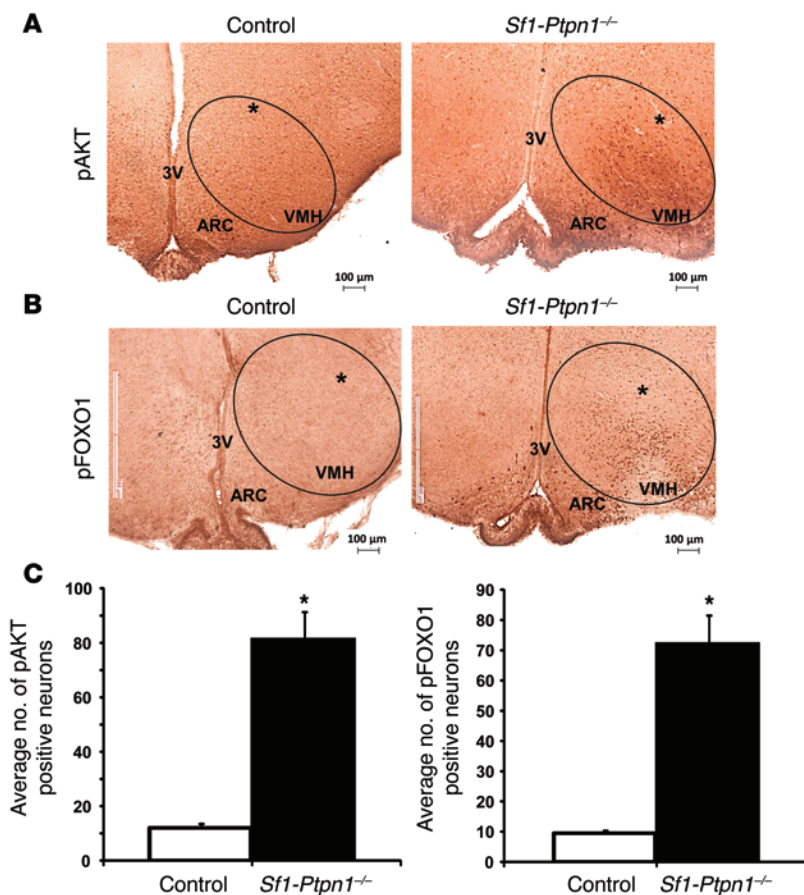 A
Control
Sf1-Ptpn1–/–
pAKT
*
3V
ARC
VMH
100 µm
*
3V
ARC
VMH
100 µm
B
Control
Sf1-Ptpn1–/–
pFOXO1
*
3V
ARC
VMH
100 µm
*
3V
ARC
VMH
100 µm
C
Average no. of pAKT
positive neurons
100
80
60
40
20
0
*
Control
Sf1-Ptpn1–/–
Average no. of pFOXO1
positive neurons
90
80
70
60
50
40
30
20
10
0
*
Control
Sf1-Ptpn1–/–